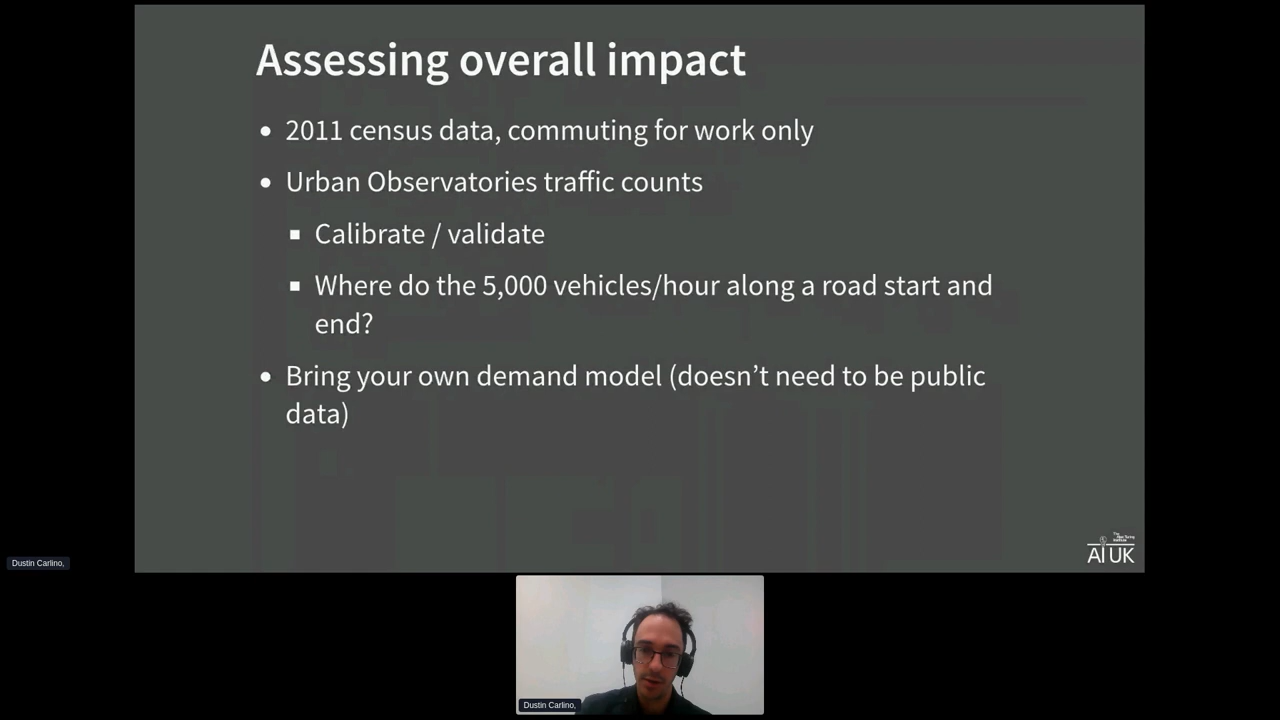 Assessing overall impact
2011 census data, commuting for work only
Urban Observatories traffic counts
Calibrate / validate
Where do the 5,000 vehicles/hour along a road start and
end?
Bring your own demand model (doesn't need to be public
data)
AI UK
Dustin Carlino,
Dustin Carlino,